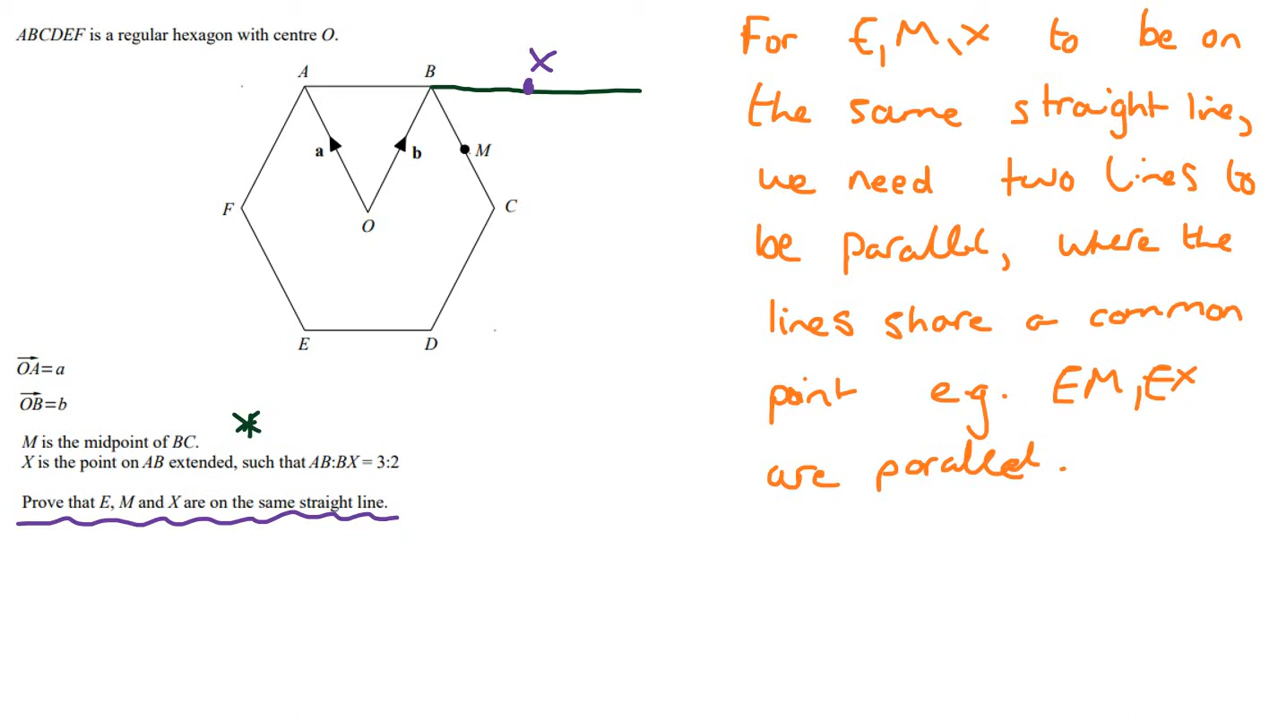 ABCDEF is a regular hexagon with centre O.
X
A
B
a
b
M
F
C
O
E
D
OA=a
OB=b
*
M is the midpoint of BC.
X is the point on AB extended, such that AB:BX = 3:2
Prove that E, M and X are on the same straight line.
For E, M, X to be on
the same straight line,
we need two lines to
be parallel, where the
lines share a common
point e.g. EM, EX
are parallel.